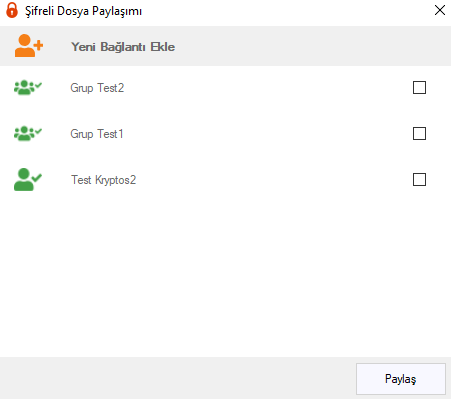 Şifreli Dosya Paylaşımı
Yeni Bağlantı Ekle
Grup Test2
Grup Test1
Test Kryptos2
Paylaş